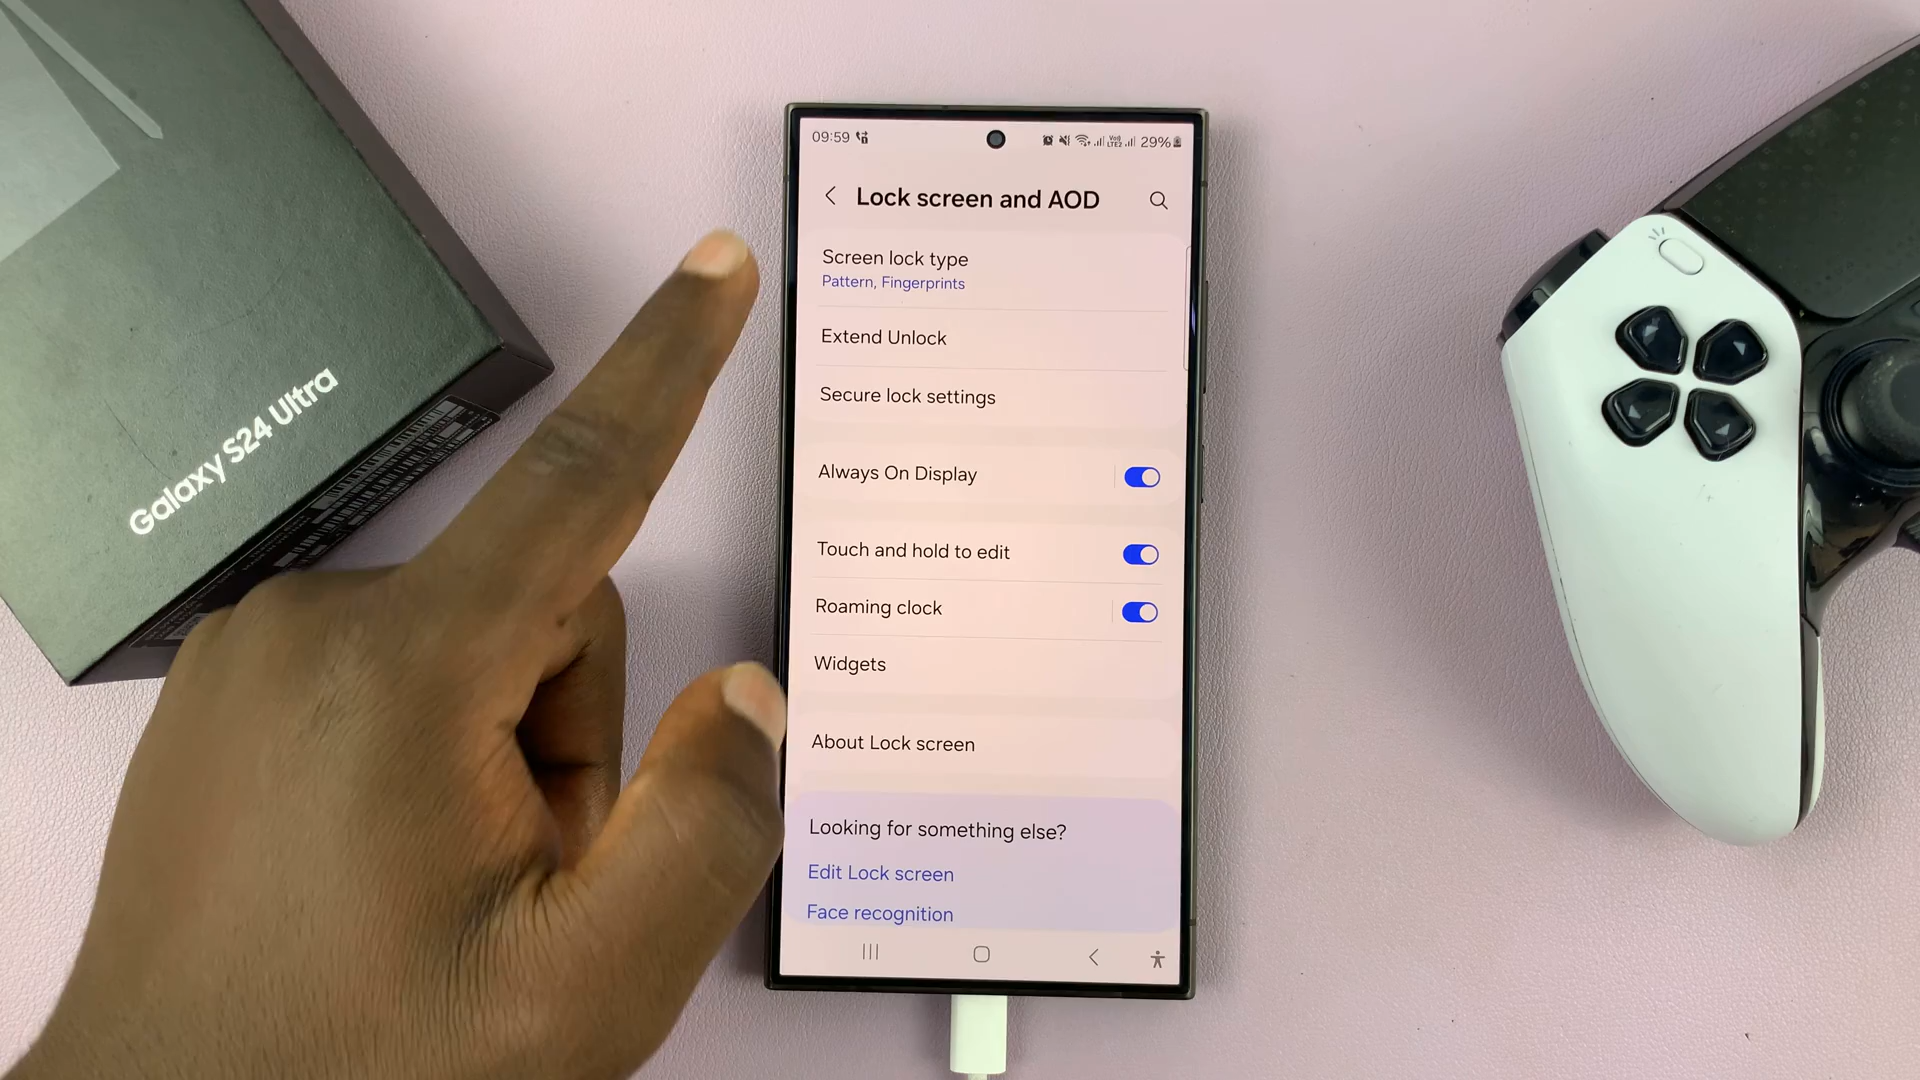 Galaxy S24 Ultra
09:59
29%
Lock screen and AOD
Screen lock type
Pattern, Fingerprints
Extend Unlock
Secure lock settings
Always On Display
Touch and hold to edit
Roaming clock
Widgets
About Lock screen
Looking for something else?
Edit Lock screen
Face recognition